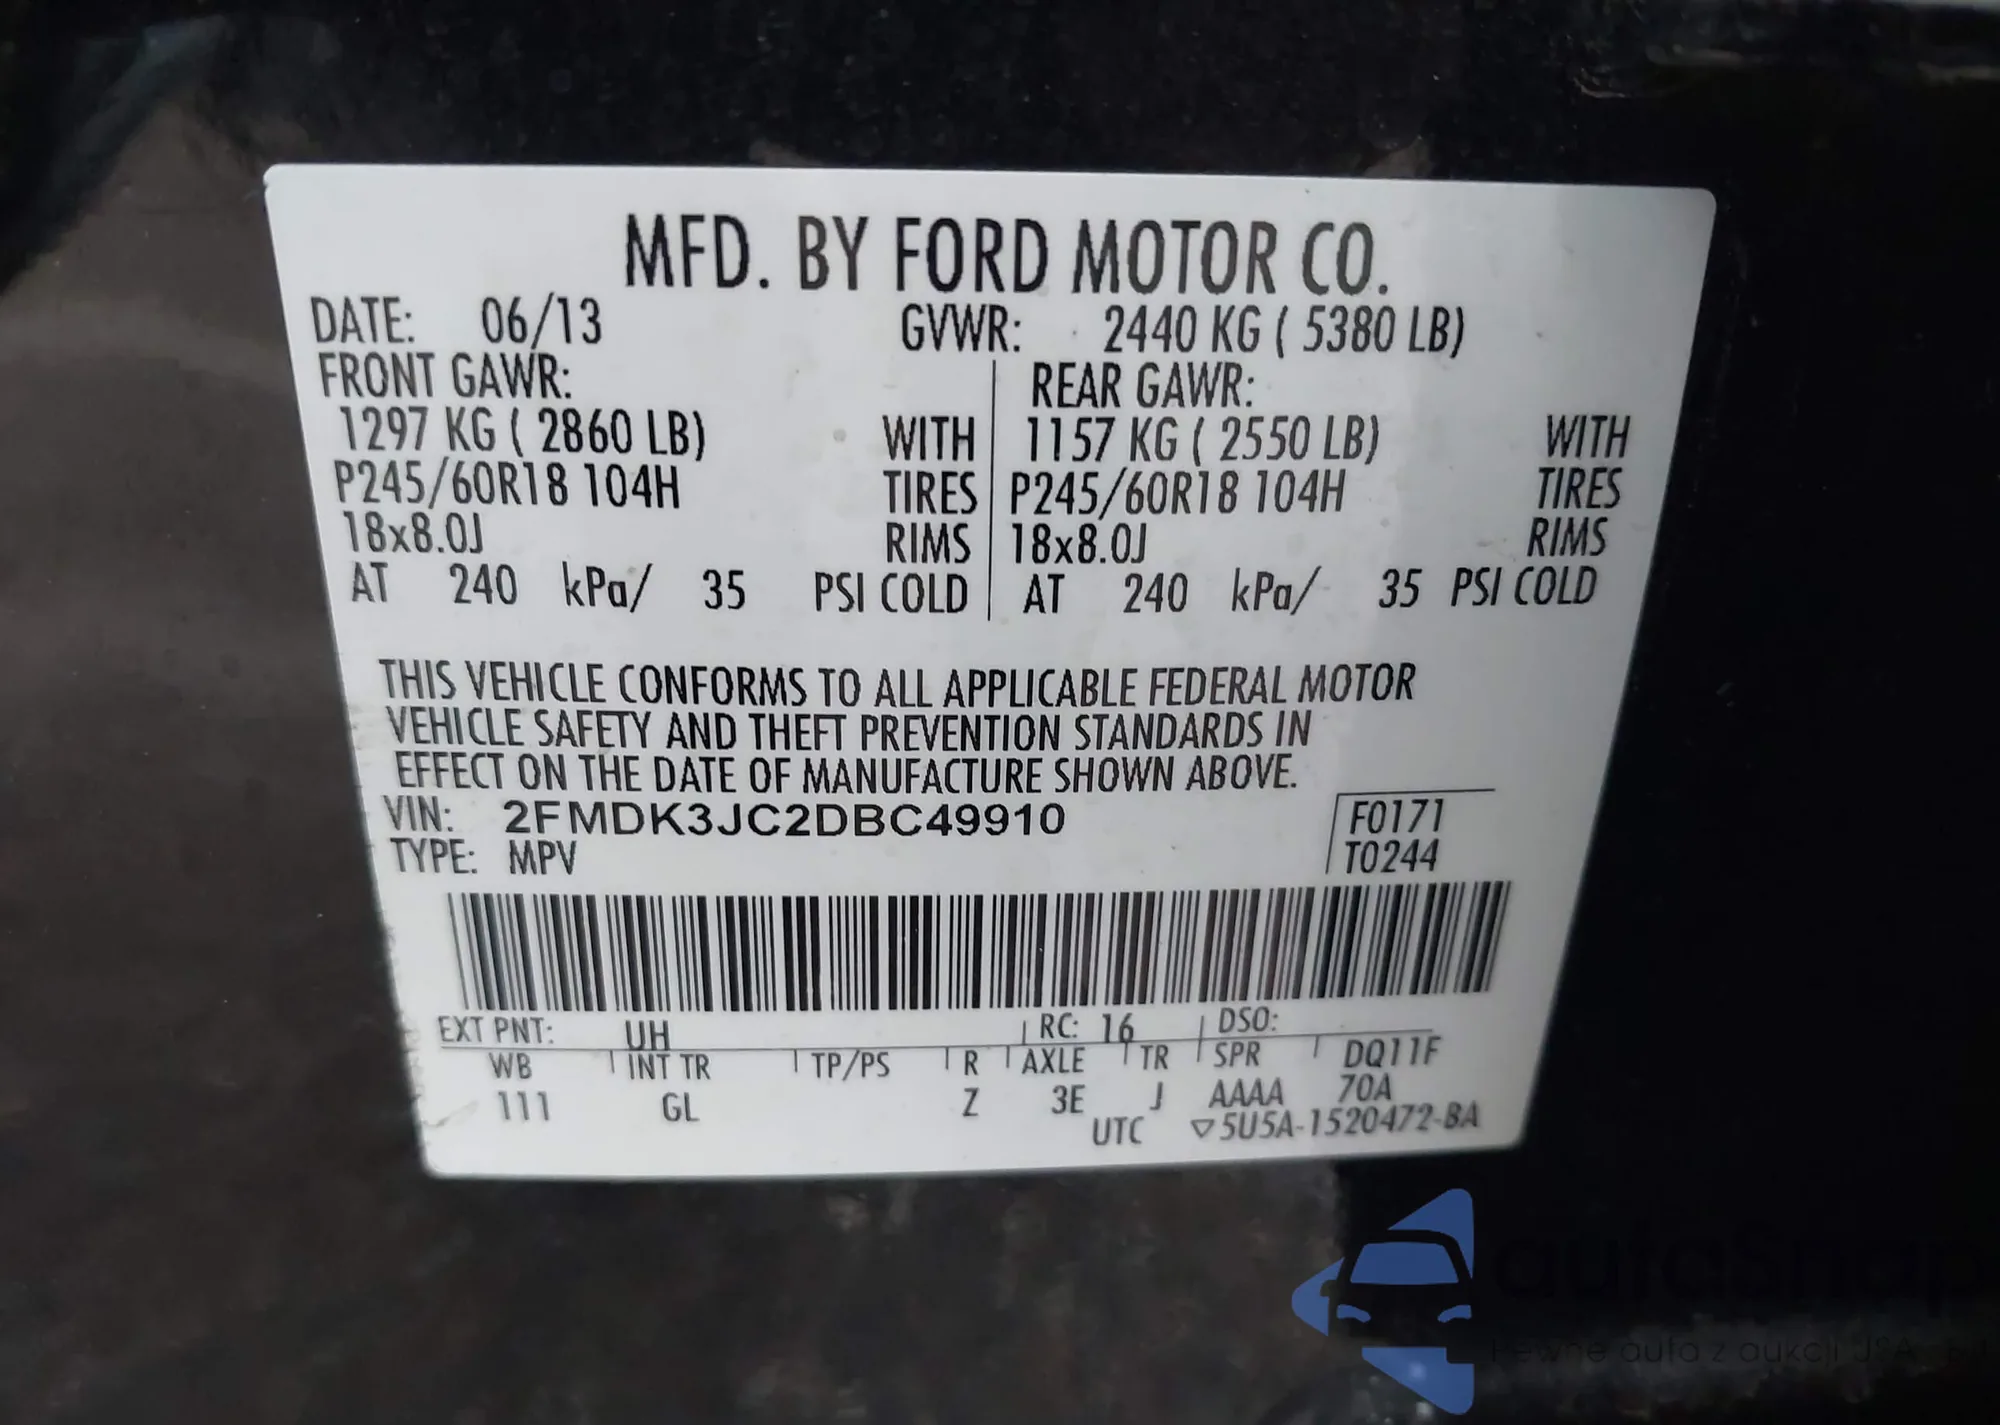 MFD. BY FORD MOTOR CO.
DATE: 06/13 GVWR: 2440 KG ( 5380 LB)
FRONT GAWR: REAR GAWR:
1297 KG ( 2860 LB) WITH 1157 KG ( 2550 LB) WITH
P245/60R18 104H TIRES P245/60R18 104H TIRES
18x8.0J RIMS 18x8.0J RIMS
AT 240 kPa/ 35 PSI COLD AT 240 kPa/ 35 PSI COLD
THIS VEHICLE CONFORMS TO ALL APPLICABLE FEDERAL MOTOR
VEHICLE SAFETY AND THEFT PREVENTION STANDARDS IN
EFFECT ON THE DATE OF MANUFACTURE SHOWN ABOVE.
VIN: 2FMDK3JC2DBC49910 F0171
TYPE: MPV T0244
EXT PNT: UH RC: 16 DSO:
WB INT TR TP/PS R AXLE TR SPR DQ11F
111 GL Z 3E J AAAA 70A
UTC ▽5U5A-1520472-BA
Pewne auta z aukcji USA